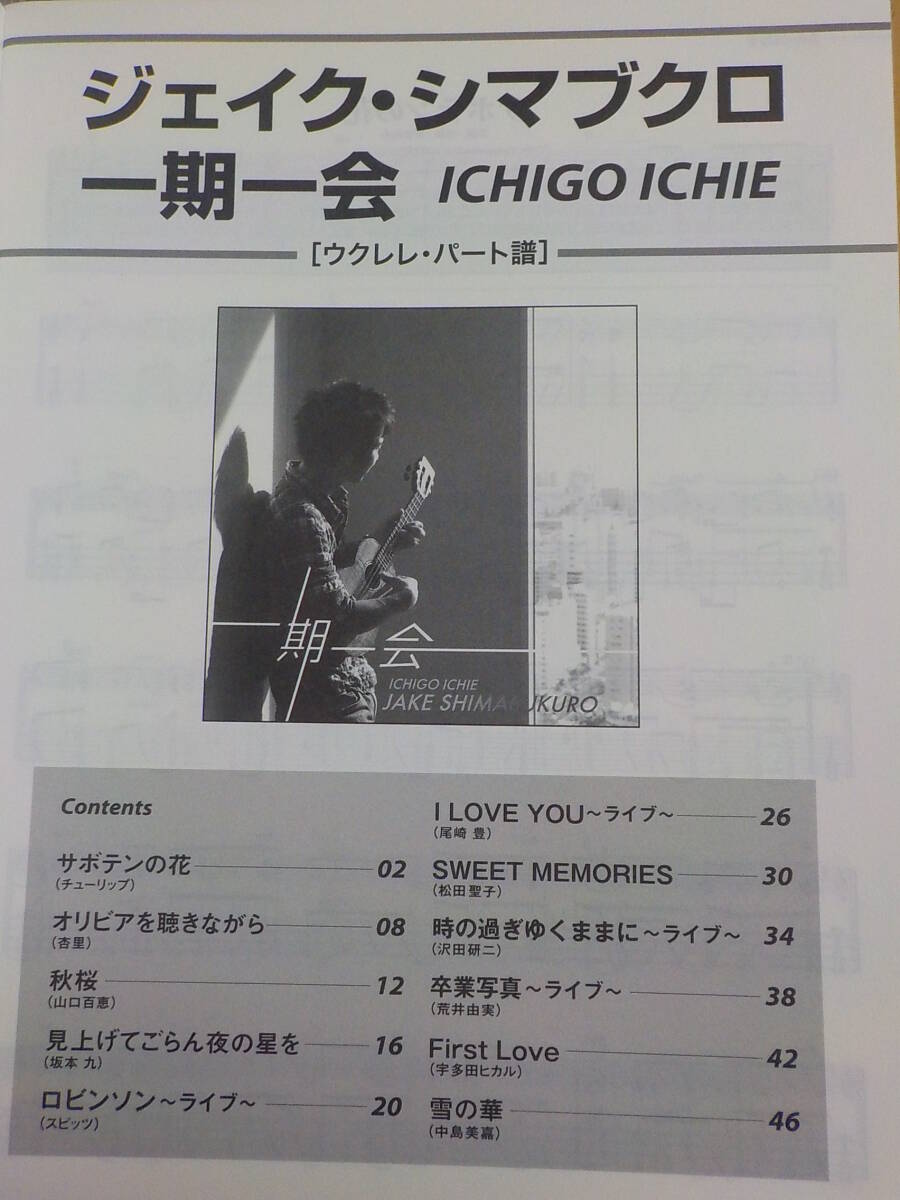 ジェイク・シマブクロ
一期一会 ICHIGO ICHIE
[ウクレレ・パート譜]
一期一会
ICHIGO ICHIE
JAKE SHIMABUKURO
Contents
サボテンの花 02
(チューリップ)
オリビアを聴きながら 08
(杏里)
秋桜 12
(山口百恵)
見上げてごらん夜の星を 16
(坂本 九)
ロビンソン～ライブ～ 20
(スピッツ)
I LOVE YOU～ライブ～ 26
(尾崎 豊)
SWEET MEMORIES 30
(松田聖子)
時の過ぎゆくままに～ライブ～ 34
(沢田研二)
卒業写真～ライブ～ 38
(荒井由実)
First Love 42
(宇多田ヒカル)
雪の華 46
(中島美嘉)